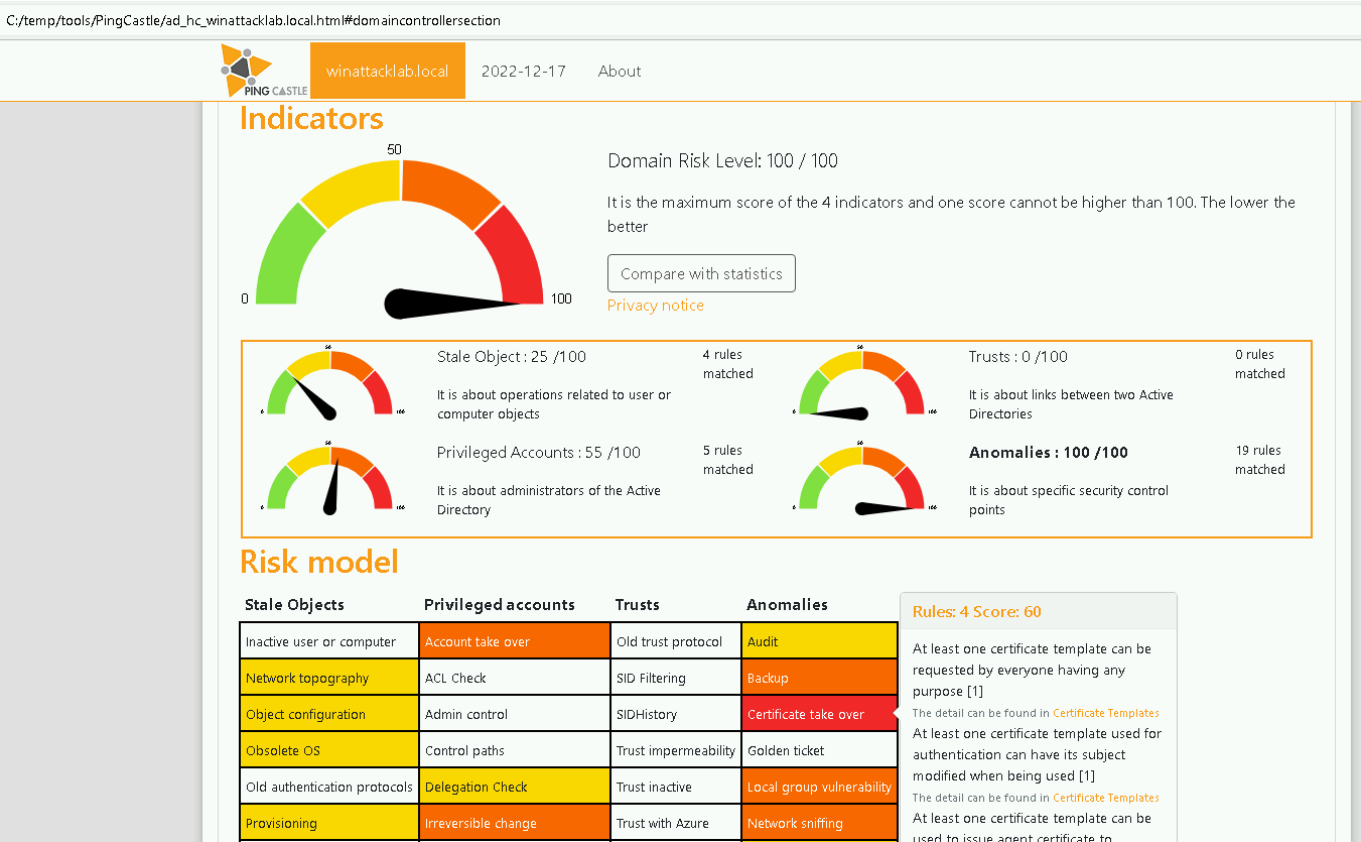 C:/temp/tools/PingCastle/ad_hc_winattacklab.local.html#domaincontrollersection
PING CASTLE
winattacklab.local
2022-12-17
About
Indicators
50
0
100
Domain Risk Level: 100 / 100
It is the maximum score of the 4 indicators and one score cannot be higher than 100. The lower the
better
Compare with statistics
Privacy notice
Stale Object : 25 /100
4 rules
matched
It is about operations related to user or
computer objects
Trusts : 0 /100
0 rules
matched
It is about links between two Active
Directories
Privileged Accounts : 55 /100
5 rules
matched
It is about administrators of the Active
Directory
Anomalies : 100 /100
19 rules
matched
It is about specific security control
points
Risk model
Stale Objects Privileged accounts Trusts Anomalies
Inactive user or computer Account take over Old trust protocol Audit
Network topography ACL Check SID Filtering Backup
Object configuration Admin control SIDHistory Certificate take over
Obsolete OS Control paths Trust impermeability Golden ticket
Old authentication protocols Delegation Check Trust inactive Local group vulnerability
Provisioning Irreversible change Trust with Azure Network sniffing
Rules: 4 Score: 60
At least one certificate template can be
requested by everyone having any
purpose [1]
The detail can be found in Certificate Templates
At least one certificate template used for
authentication can have its subject
modified when being used [1]
The detail can be found in Certificate Templates
At least one certificate template can be
used to issue agent certificate to